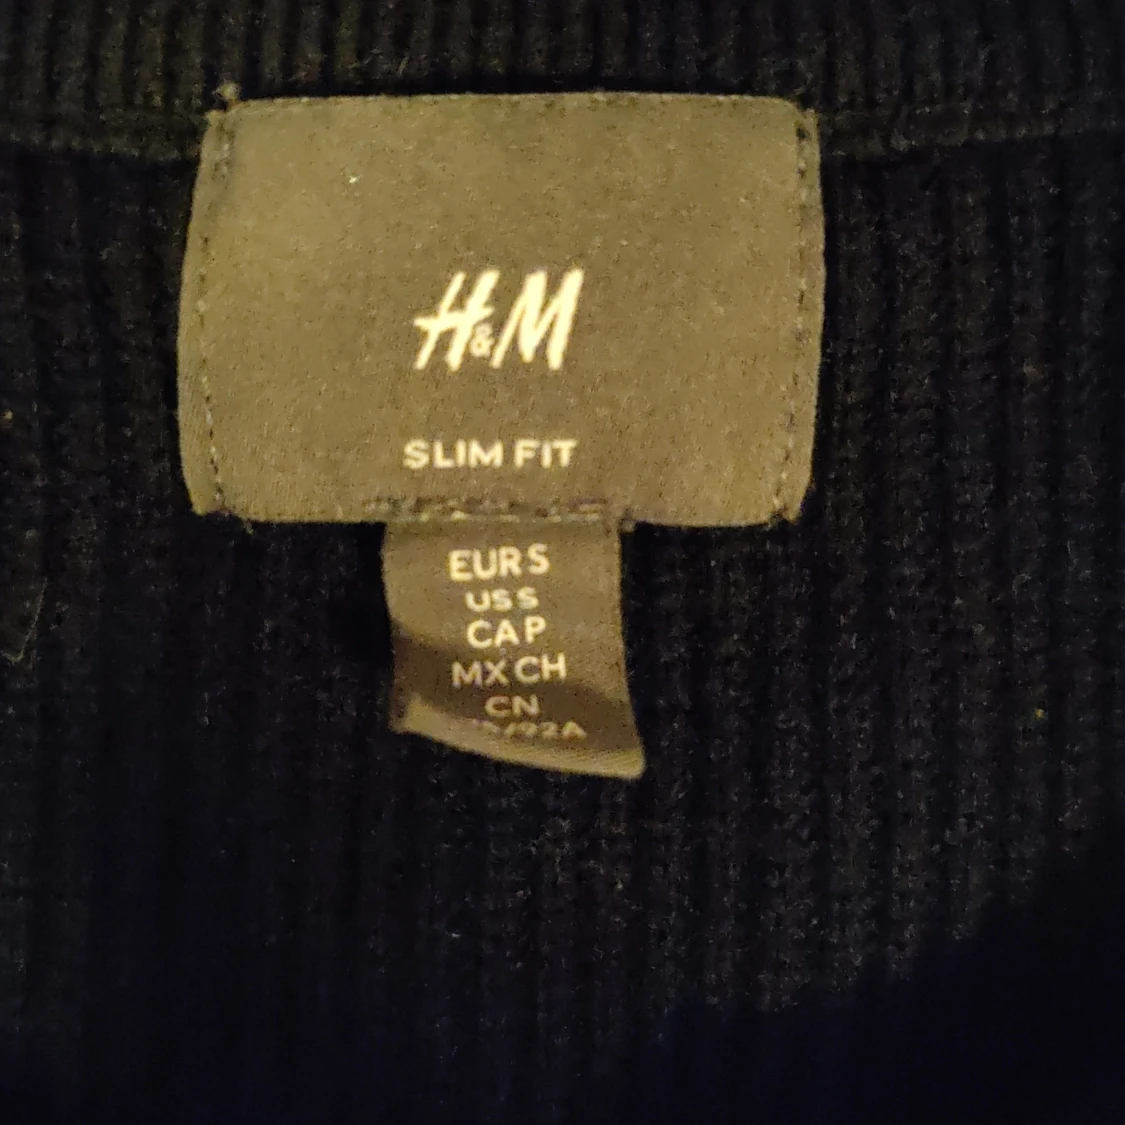 H&M
SLIM FIT
EUR S
US S
CA P
MX CH
CN